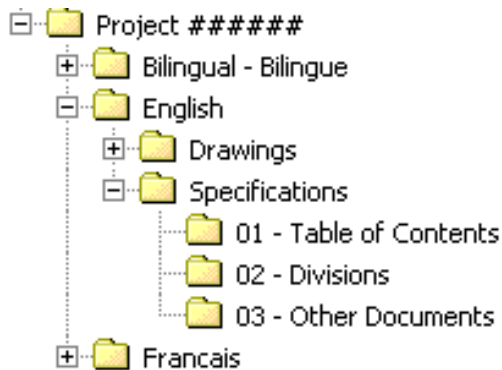 Project ######
Bilingual - Bilingue
English
Drawings
Specifications
01 - Table of Contents
02 - Divisions
03 - Other Documents
Francais